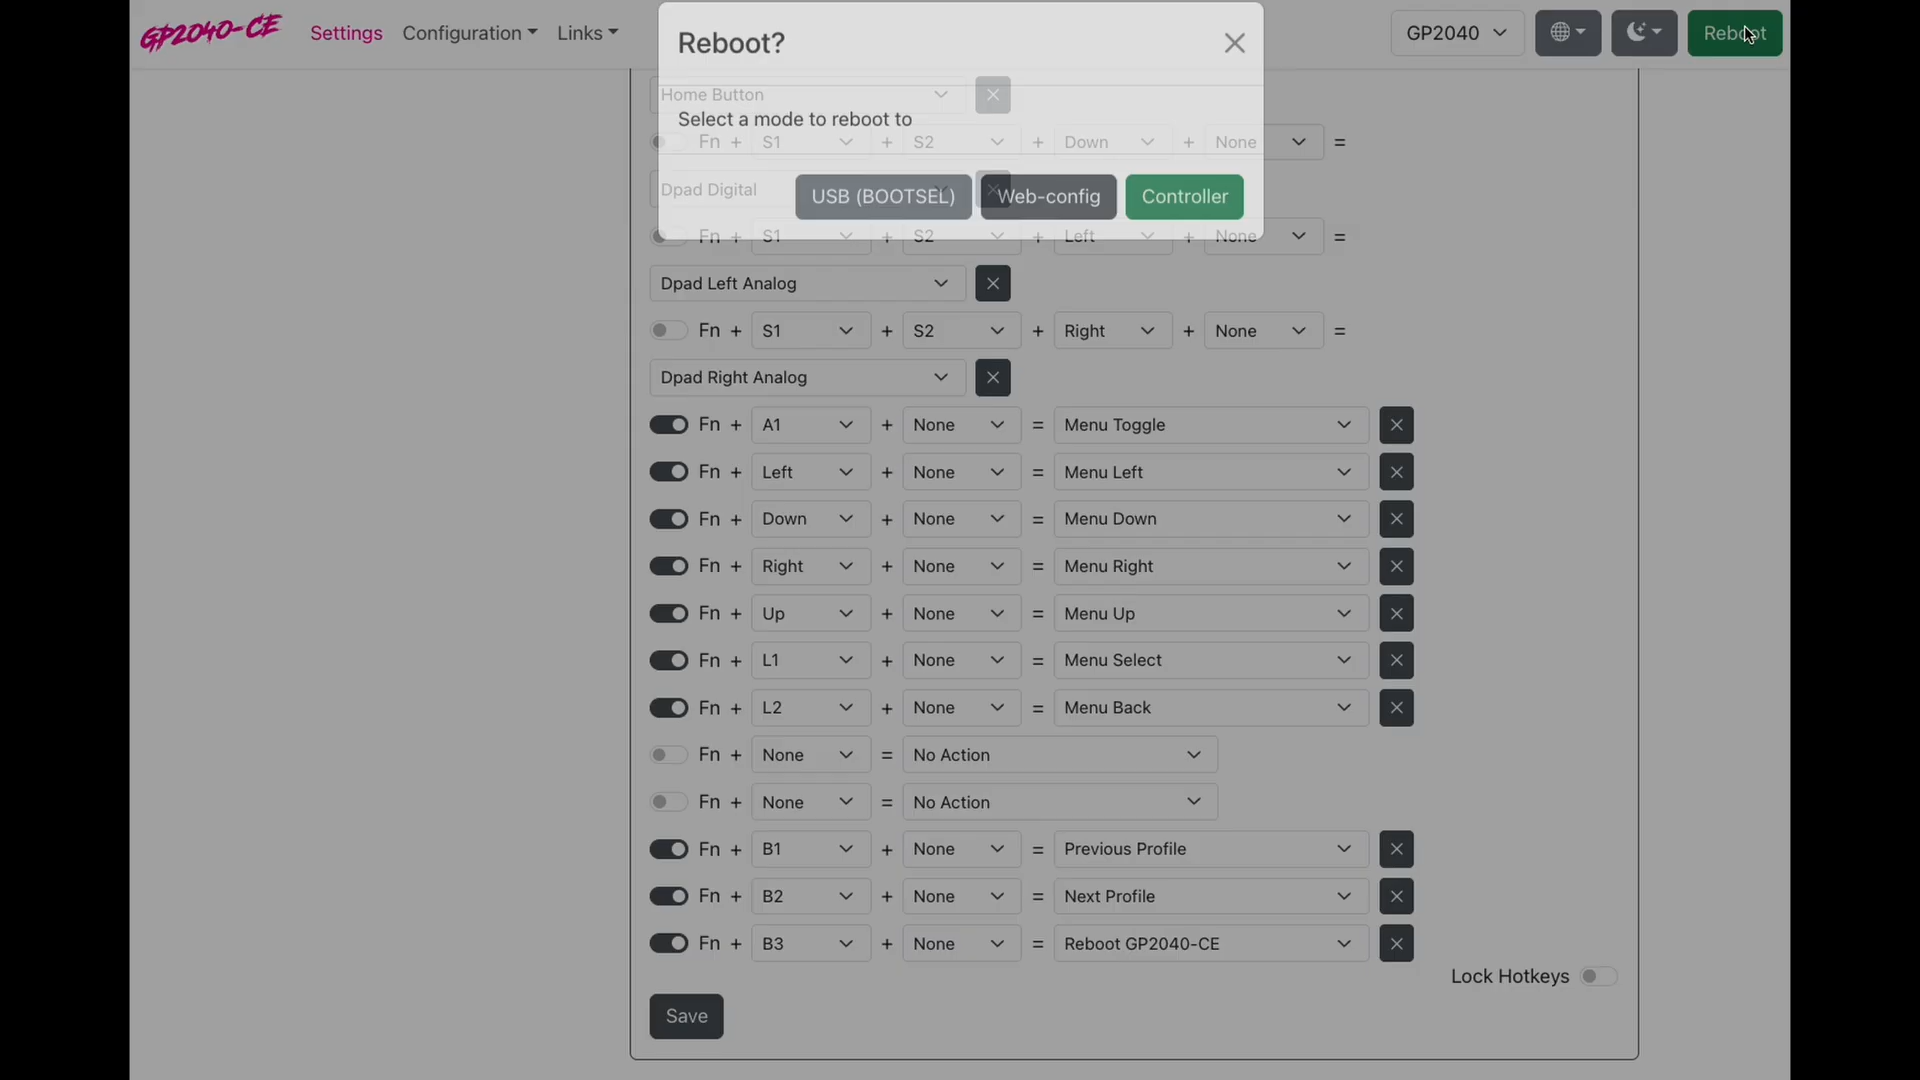 GP2040-CE Settings Configuration Links GP2040 Reboot
Reboot?
Home Button
Select a mode to reboot to
Fn + S1 + S2 + Down + None =
Dpad Digital
USB (BOOTSEL) Web-config Controller
Fn + S1 + S2 + Left + None =
Dpad Left Analog
Fn + S1 + S2 + Right + None =
Dpad Right Analog
Fn + A1 + None = Menu Toggle
Fn + Left + None = Menu Left
Fn + Down + None = Menu Down
Fn + Right + None = Menu Right
Fn + Up + None = Menu Up
Fn + L1 + None = Menu Select
Fn + L2 + None = Menu Back
Fn + None = No Action
Fn + None = No Action
Fn + B1 + None = Previous Profile
Fn + B2 + None = Next Profile
Fn + B3 + None = Reboot GP2040-CE
Lock Hotkeys
Save